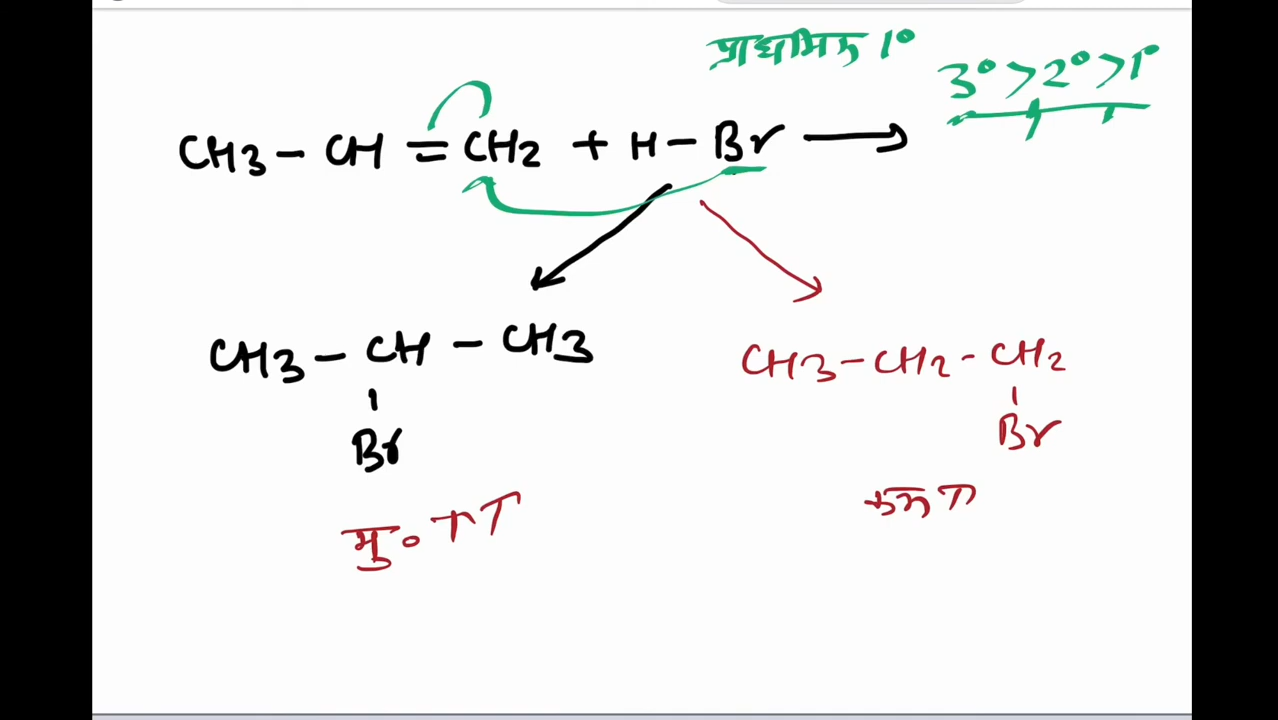 प्राथमिक 1°
3° > 2° > 1°
CH3 - CH = CH2 + H - Br →
CH3 - CH - CH3
Br
CH3 - CH2 - CH2
Br
मु०